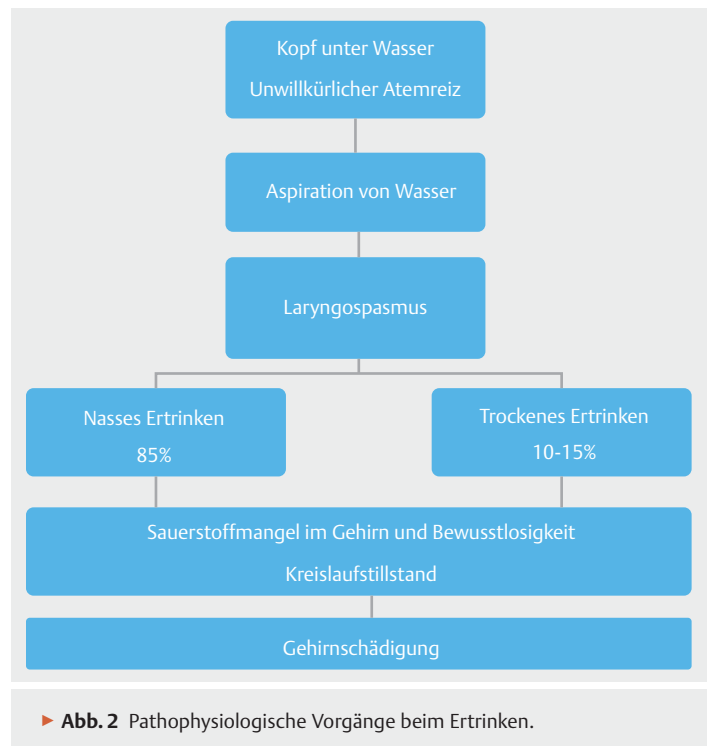 Kopf unter Wasser
Unwillkürlicher Atemreiz
Aspiration von Wasser
Laryngospasmus
Nasses Ertrinken
85%
Trockenes Ertrinken
10-15%
Sauerstoffmangel im Gehirn und Bewusstlosigkeit
Kreislaufstillstand
Gehirnschädigung
▶ Abb. 2 Pathophysiologische Vorgänge beim Ertrinken.